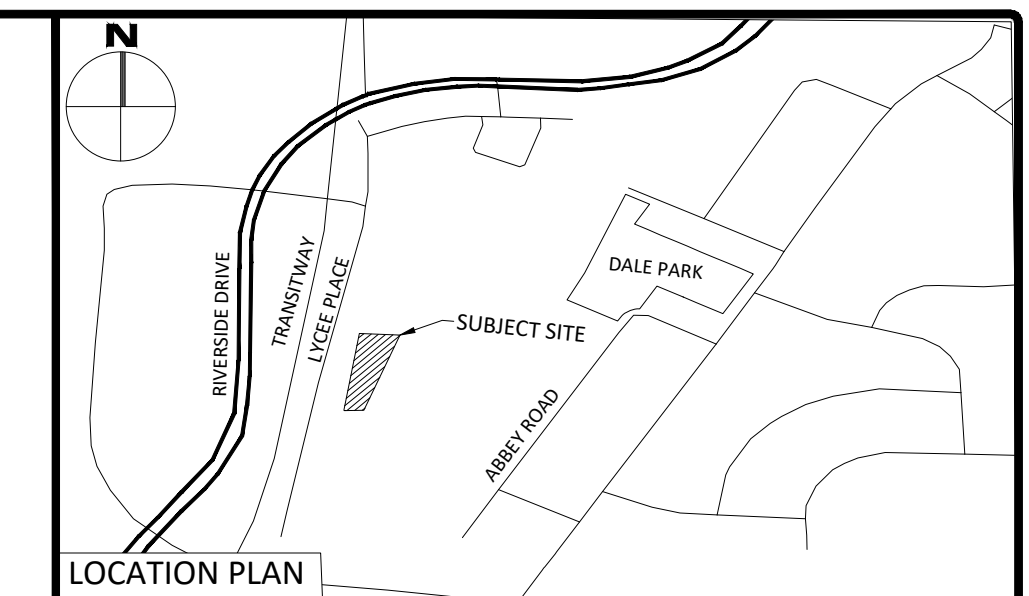 N
DALE PARK
RIVERSIDE DRIVE
TRANSITWAY
LYCEE PLACE
SUBJECT SITE
ABBEY ROAD
LOCATION PLAN